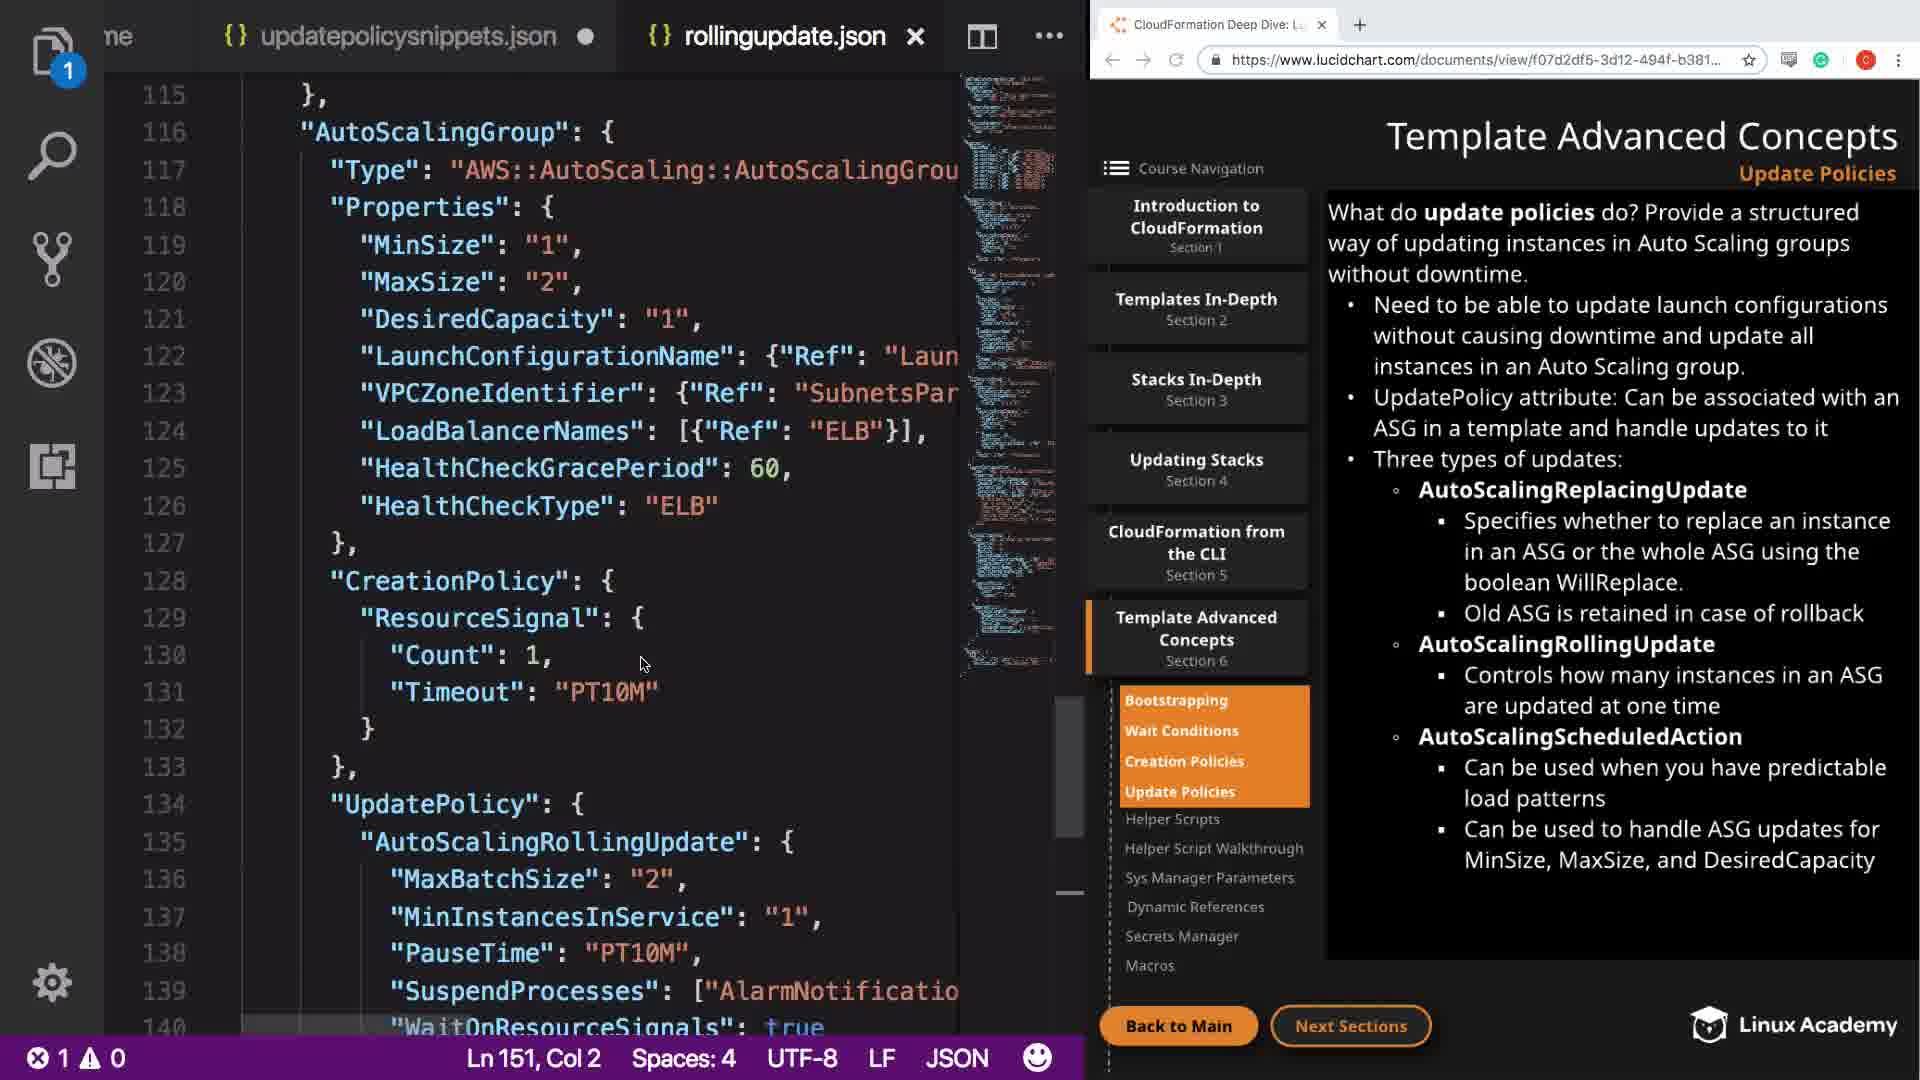 me
{} updatepolicysnippets.json
{} rollingupdate.json
1
115 },
116 "AutoScalingGroup": {
117 "Type": "AWS::AutoScaling::AutoScalingGrou
118 "Properties": {
119 "MinSize": "1",
120 "MaxSize": "2",
121 "DesiredCapacity": "1",
122 "LaunchConfigurationName": {"Ref": "Laun
123 "VPCZoneIdentifier": {"Ref": "SubnetsPar
124 "LoadBalancerNames": [{"Ref": "ELB"}],
125 "HealthCheckGracePeriod": 60,
126 "HealthCheckType": "ELB"
127 },
128 "CreationPolicy": {
129 "ResourceSignal": {
130 "Count": 1,
131 "Timeout": "PT10M"
132 }
133 },
134 "UpdatePolicy": {
135 "AutoScalingRollingUpdate": {
136 "MaxBatchSize": "2",
137 "MinInstancesInService": "1",
138 "PauseTime": "PT10M",
139 "SuspendProcesses": ["AlarmNotificatio
140 "WaitOnResourceSignals": true
1 0
Ln 151, Col 2 Spaces: 4 UTF-8 LF JSON
CloudFormation Deep Dive: L
https://www.lucidchart.com/documents/view/f07d2df5-3d12-494f-b381...
C
Template Advanced Concepts
Update Policies
Course Navigation
Introduction to
CloudFormation
Section 1
Templates In-Depth
Section 2
Stacks In-Depth
Section 3
Updating Stacks
Section 4
CloudFormation from
the CLI
Section 5
Template Advanced
Concepts
Section 6
Bootstrapping
Wait Conditions
Creation Policies
Update Policies
Helper Scripts
Helper Script Walkthrough
Sys Manager Parameters
Dynamic References
Secrets Manager
Macros
What do update policies do? Provide a structured
way of updating instances in Auto Scaling groups
without downtime.
• Need to be able to update launch configurations
without causing downtime and update all
instances in an Auto Scaling group.
• UpdatePolicy attribute: Can be associated with an
ASG in a template and handle updates to it
• Three types of updates:
◦ AutoScalingReplacingUpdate
▪ Specifies whether to replace an instance
in an ASG or the whole ASG using the
boolean WillReplace.
▪ Old ASG is retained in case of rollback
◦ AutoScalingRollingUpdate
▪ Controls how many instances in an ASG
are updated at one time
◦ AutoScalingScheduledAction
▪ Can be used when you have predictable
load patterns
▪ Can be used to handle ASG updates for
MinSize, MaxSize, and DesiredCapacity
Back to Main
Next Sections
Linux Academy